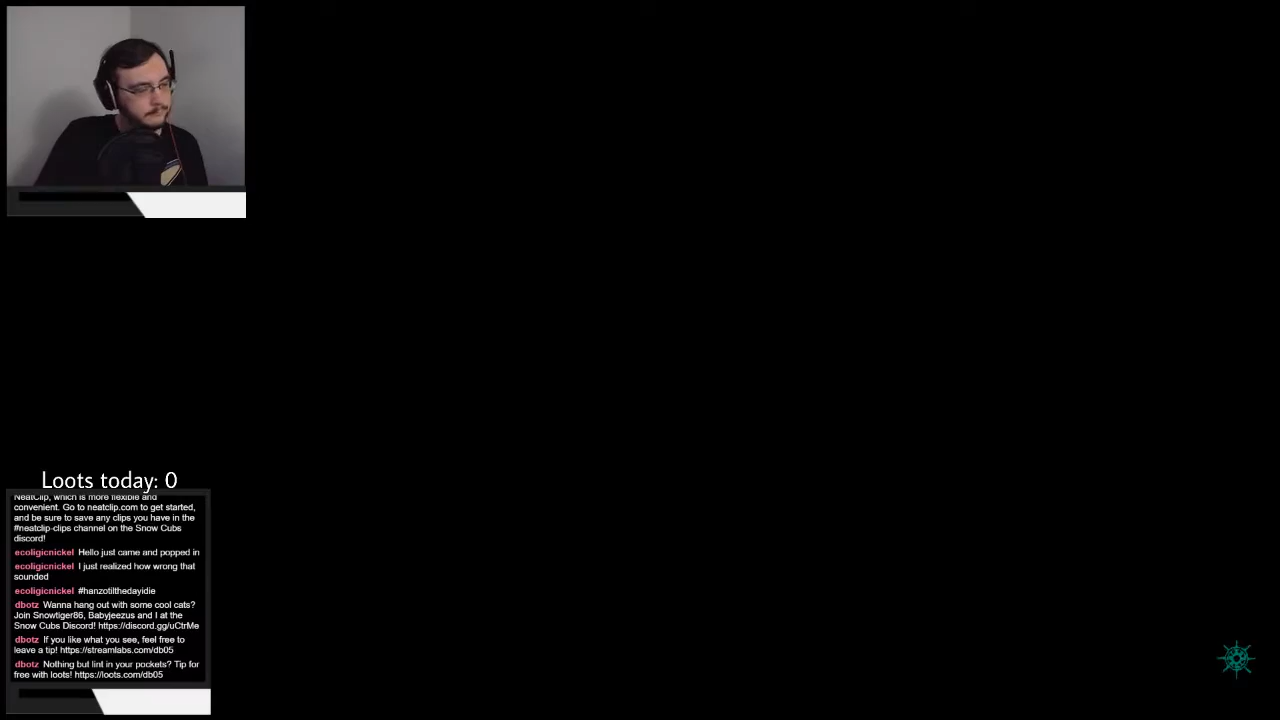 Loots today: 0
NeatClip, which is more flexible and
convenient. Go to neatclip.com to get started,
and be sure to save any clips you have in the
#neatclip-clips channel on the Snow Cubs
discord!
ecoligicnickel Hello just came and popped in
ecoligicnickel I just realized how wrong that
sounded
ecoligicnickel #hanzotilthedayidie
dbotz Wanna hang out with some cool cats?
Join Snowtiger86, Babyjeezus and I at the
Snow Cubs Discord! https://discord.gg/uCtrMe
dbotz If you like what you see, feel free to
leave a tip! https://streamlabs.com/db05
dbotz Nothing but lint in your pockets? Tip for
free with loots! https://loots.com/db05